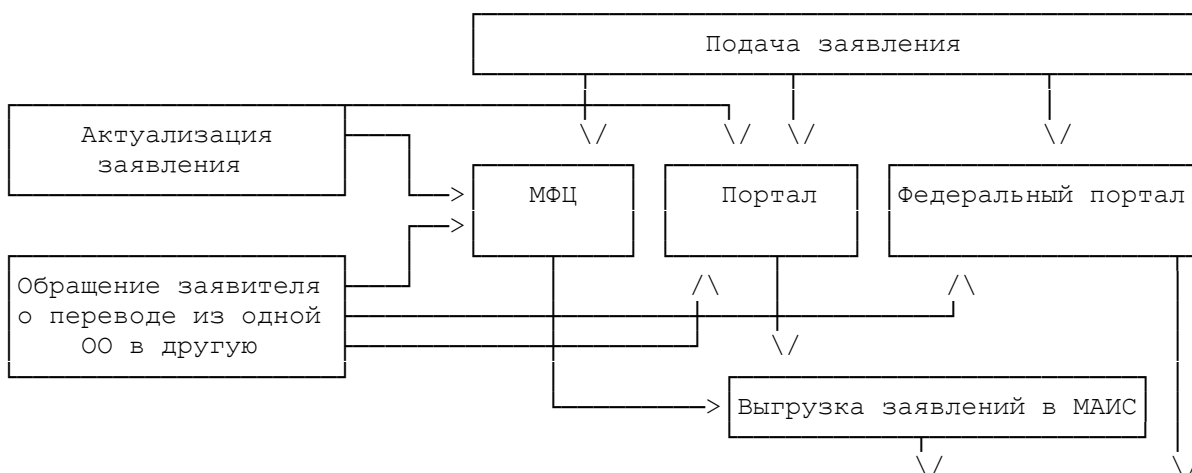 Подача заявления
Актуализация
заявления
МФЦ
Портал
Федеральный портал
Обращение заявителя
о переводе из одной
ОО в другую
Выгрузка заявлений в МАИС